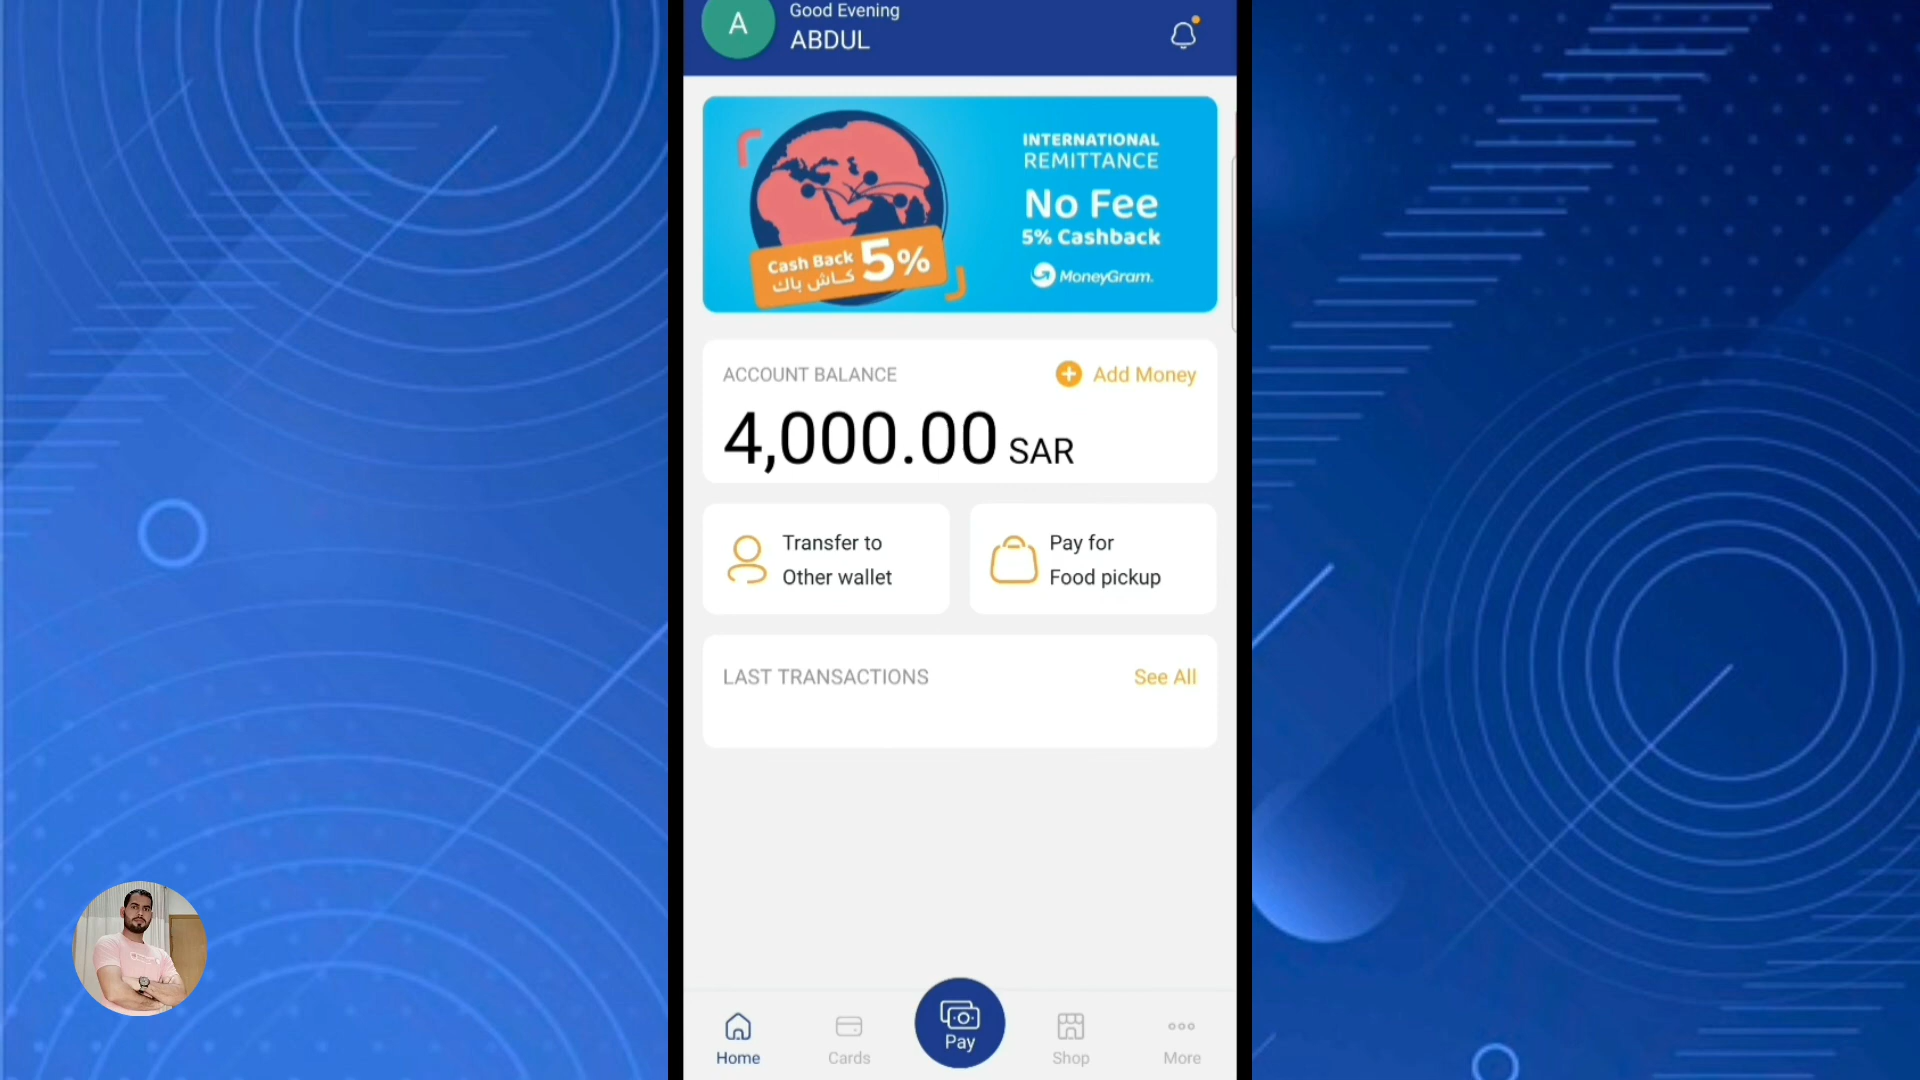 A
Good Evening
ABDUL
INTERNATIONAL
REMITTANCE
No Fee
5% Cashback
MoneyGram.
Cash Back 5%
كاش باك
ACCOUNT BALANCE
Add Money
4,000.00 SAR
Transfer to
Other wallet
Pay for
Food pickup
LAST TRANSACTIONS
See All
Home
Cards
Pay
Shop
More